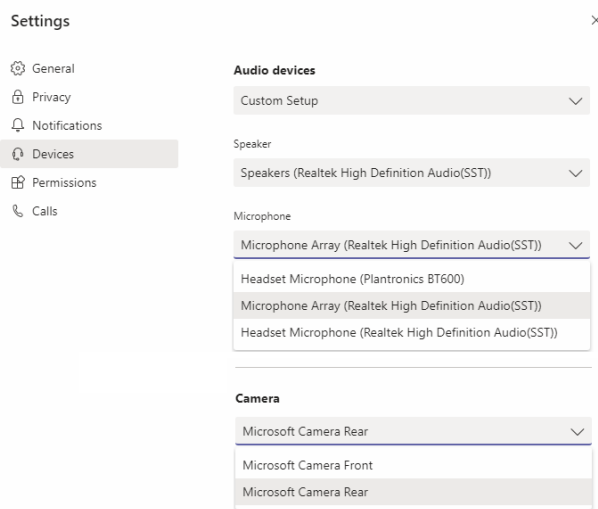 Settings
General
Privacy
Notifications
Devices
Permissions
Calls
Audio devices
Custom Setup
Speaker
Speakers (Realtek High Definition Audio(SST))
Microphone
Microphone Array (Realtek High Definition Audio(SST))
Headset Microphone (Plantronics BT600)
Microphone Array (Realtek High Definition Audio(SST))
Headset Microphone (Realtek High Definition Audio(SST))
Camera
Microsoft Camera Rear
Microsoft Camera Front
Microsoft Camera Rear